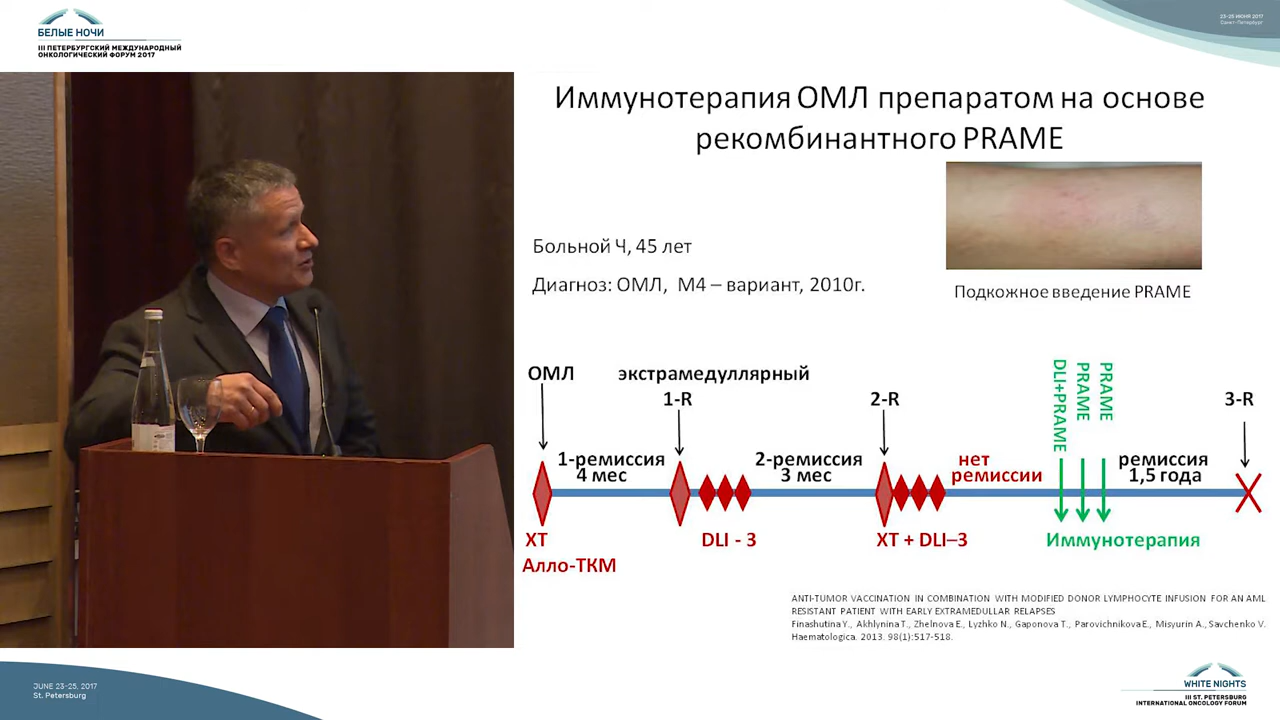 БЕЛЫЕ НОЧИ
III ПЕТЕРБУРГСКИЙ МЕЖДУНАРОДНЫЙ
ОНКОЛОГИЧЕСКИЙ ФОРУМ 2017
23-25 ИЮНЯ 2017
Санкт-Петербург
Иммунотерапия ОМЛ препаратом на основе
рекомбинантного PRAME
Больной Ч, 45 лет
Диагноз: ОМЛ, М4 – вариант, 2010г.
Подкожное введение PRAME
ОМЛ
экстрамедуллярный
1-R
2-R
DLI+PRAME
PRAME
PRAME
3-R
1-ремиссия
4 мес
2-ремиссия
3 мес
нет
ремиссии
ремиссия
1,5 года
ХТ
Алло-ТКМ
DLI - 3
ХТ + DLI–3
Иммунотерапия
ANTI-TUMOR VACCINATION IN COMBINATION WITH MODIFIED DONOR LYMPHOCYTE INFUSION FOR AN AML
RESISTANT PATIENT WITH EARLY EXTRAMEDULLAR RELAPSES
Finashutina Y., Akhlynina T., Zhelnova E., Lyzhko N., Gaponova T., Parovichnikova E., Misyurin A., Savchenko V.
Haematologica. 2013. 98(1):517-518.
JUNE 23-25, 2017
St. Petersburg
WHITE NIGHTS
III ST. PETERSBURG
INTERNATIONAL ONCOLOGY FORUM